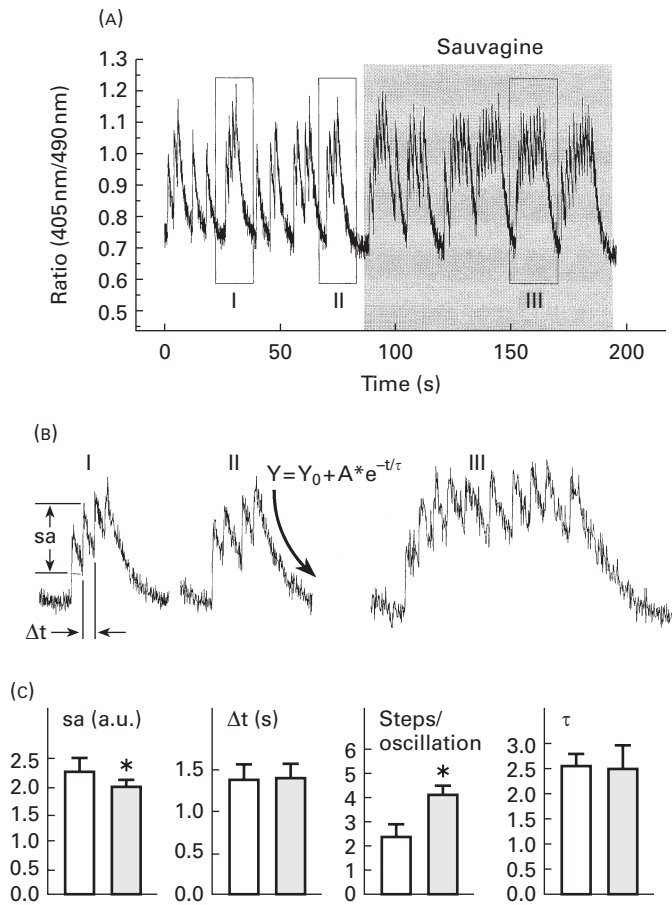 (A)
Sauvagine
1.3
1.2
1.1
1.0
0.9
0.8
0.7
0.6
0.5
Ratio (405 nm/490 nm)
I
II
III
0
50
100
150
200
Time (s)
(B)
I
II
Y=Y₀+A*e⁻ᵗ/τ
III
sa
Δt
(C)
sa (a.u.)
2.5
2.0
1.5
1.0
0.0
*
Δt (s)
1.5
1.0
0.5
0.0
Steps/
oscillation
6
5
4
3
2
1
0
*
τ
3.0
2.5
2.0
1.5
1.0
0.5
0.0